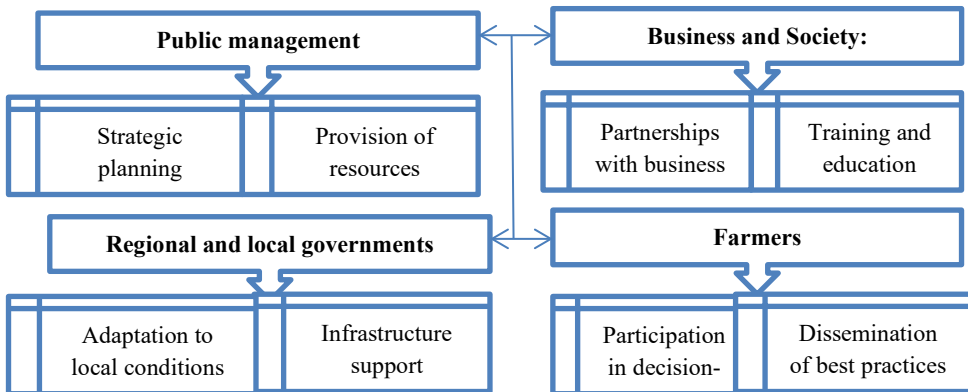 Public management
Business and Society:
Strategic
planning
Provision of
resources
Partnerships
with business
Training and
education
Regional and local governments
Farmers
Adaptation to
local conditions
Infrastructure
support
Participation
in decision-
Dissemination
of best practices